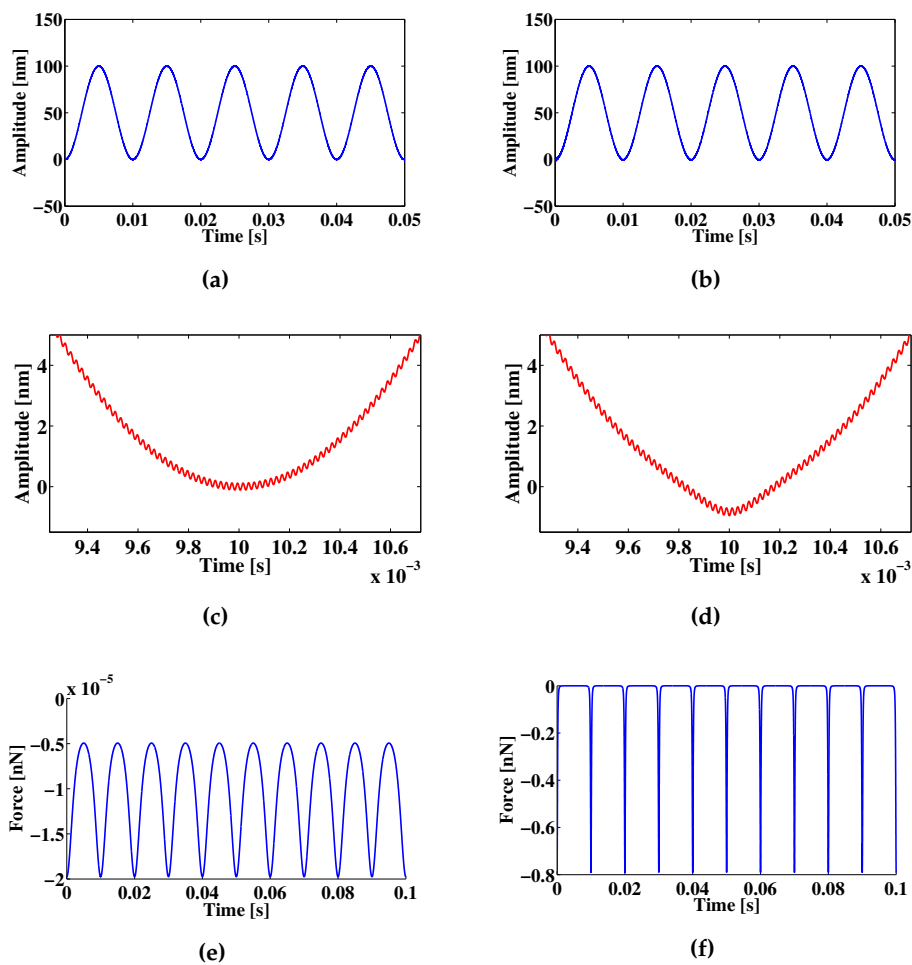 150
100
50
0
−50
Amplitude [nm]
0 0.01 0.02 0.03 0.04 0.05
Time [s]
(a)
150
100
50
0
−50
Amplitude [nm]
0 0.01 0.02 0.03 0.04 0.05
Time [s]
(b)
4
2
0
Amplitude [nm]
9.4 9.6 9.8 10 10.2 10.4 10.6
Time [s]
x 10⁻³
(c)
4
2
0
Amplitude [nm]
9.4 9.6 9.8 10 10.2 10.4 10.6
Time [s]
x 10⁻³
(d)
x 10⁻⁵
0
−0.5
−1
−1.5
−2
Force [nN]
0 0.02 0.04 0.06 0.08 0.1
Time [s]
(e)
0
−0.2
−0.4
−0.6
−0.8
Force [nN]
0 0.02 0.04 0.06 0.08 0.1
Time [s]
(f)